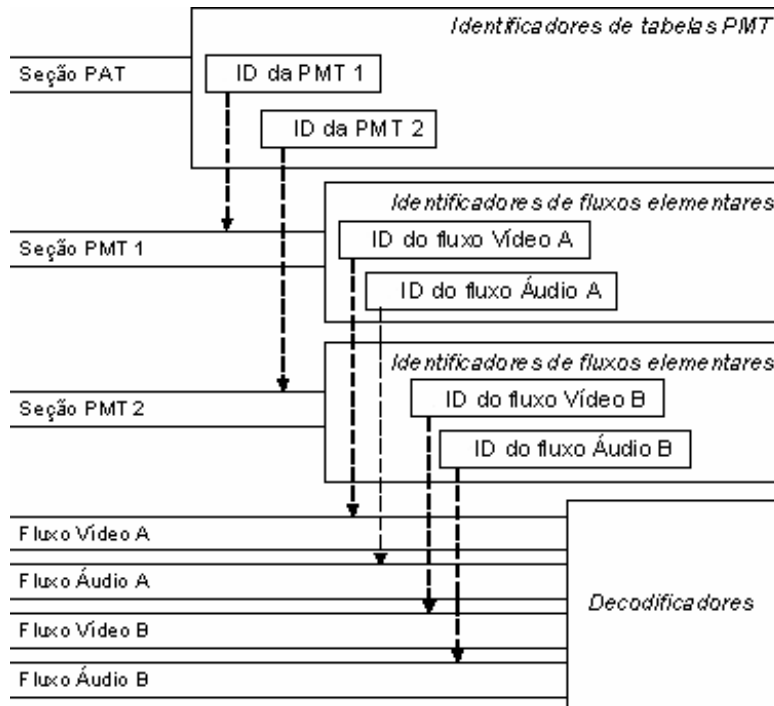 Identificadores de tabelas PMT
Seção PAT
ID da PMT 1
ID da PMT 2
Identificadores de fluxos elementares
Seção PMT 1
ID do fluxo Vídeo A
ID do fluxo Áudio A
Identificadores de fluxos elementares
Seção PMT 2
ID do fluxo Vídeo B
ID do fluxo Áudio B
Fluxo Vídeo A
Fluxo Áudio A
Fluxo Vídeo B
Fluxo Áudio B
Decodificadores